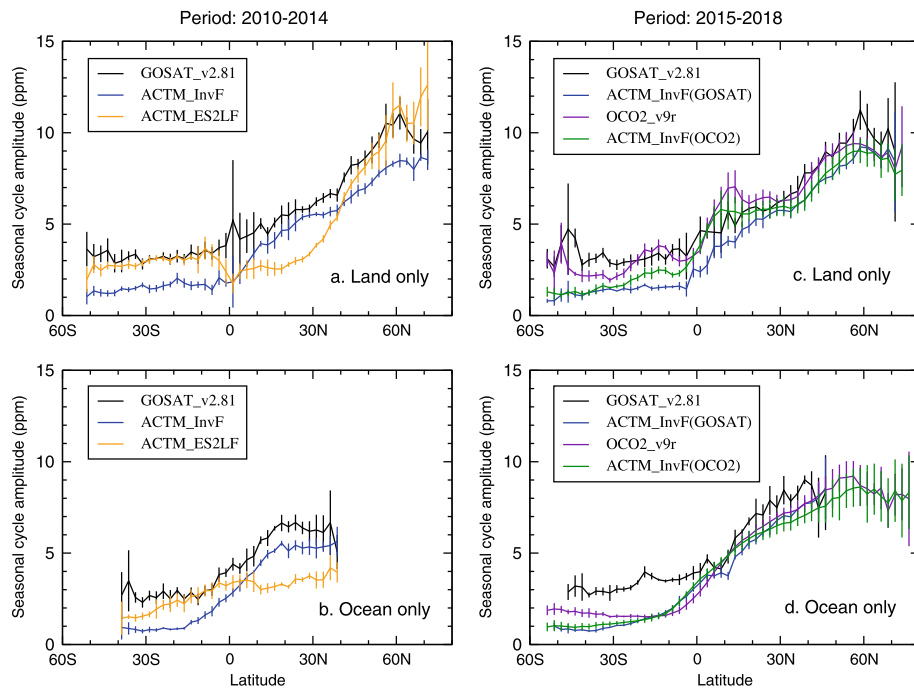 Period: 2010-2014
Period: 2015-2018
Seasonal cycle amplitude (ppm)
15
10
5
0
GOSAT_v2.81
ACTM_InvF
ACTM_ES2LF
a. Land only
60S 30S 0 30N 60N
Seasonal cycle amplitude (ppm)
15
10
5
0
GOSAT_v2.81
ACTM_InvF(GOSAT)
OCO2_v9r
ACTM_InvF(OCO2)
c. Land only
60S 30S 0 30N 60N
Seasonal cycle amplitude (ppm)
15
10
5
0
GOSAT_v2.81
ACTM_InvF
ACTM_ES2LF
b. Ocean only
60S 30S 0 30N 60N
Latitude
Seasonal cycle amplitude (ppm)
15
10
5
0
GOSAT_v2.81
ACTM_InvF(GOSAT)
OCO2_v9r
ACTM_InvF(OCO2)
d. Ocean only
60S 30S 0 30N 60N
Latitude